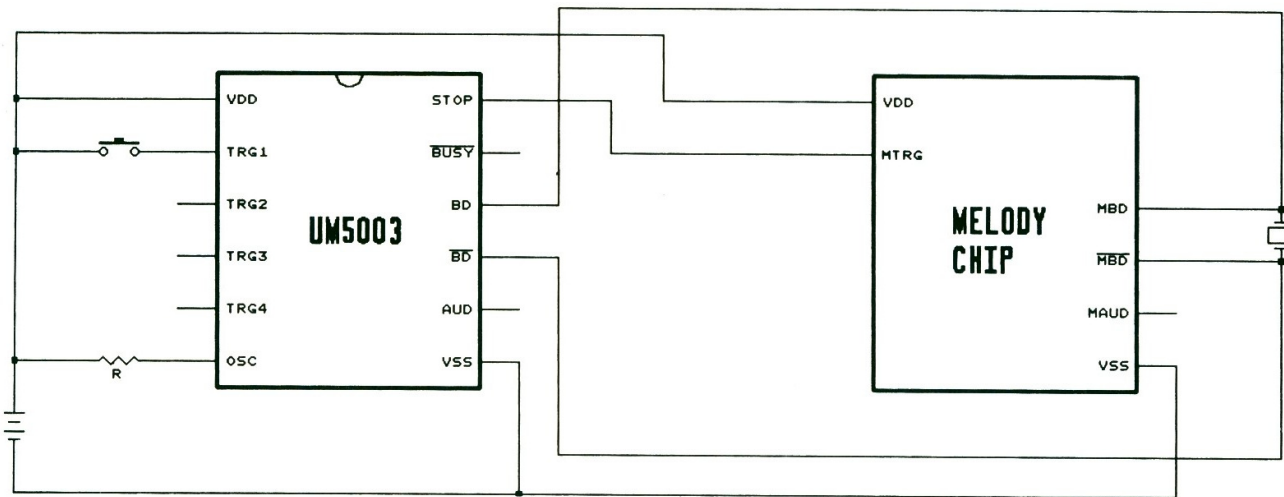 VDD
TRG1
TRG2
TRG3
TRG4
OSC
R
UM5003
STOP
BUSY
BD
BD
AUD
VSS
VDD
MTRG
MELODY
CHIP
MBD
MBD
MAUD
VSS